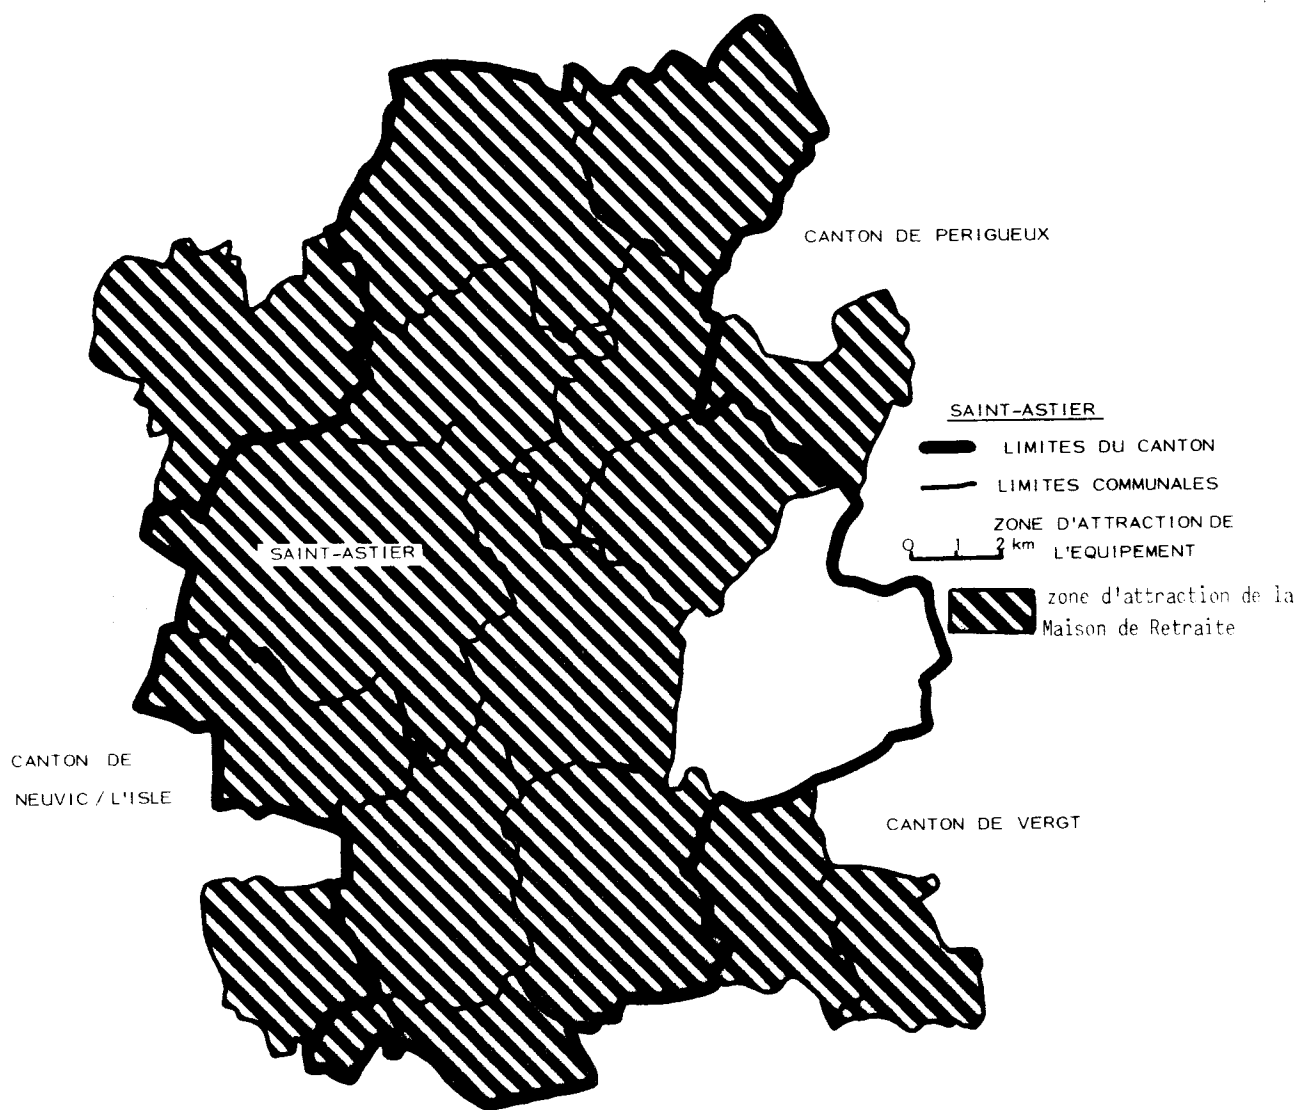 CANTON DE PERIGUEUX
SAINT-ASTIER
LIMITES DU CANTON
LIMITES COMMUNALES
ZONE D'ATTRACTION DE
L'EQUIPEMENT
0 1 2 km
zone d'attraction de la
Maison de Retraite
SAINT-ASTIER
CANTON DE
NEUVIC / L'ISLE
CANTON DE VERGT